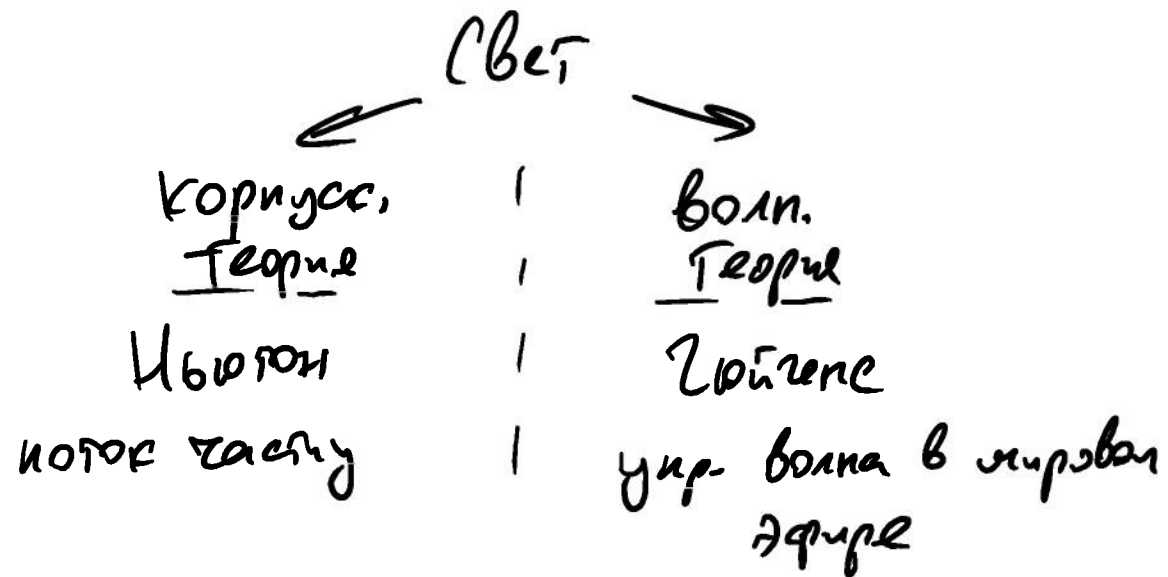 Свет
корпуск. волн.
теория теория
Ньютон Гюйгенс
поток частиц упр. волна в мировом
эфире